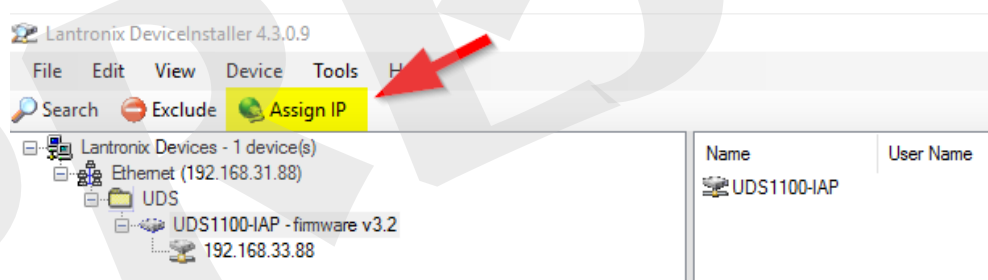 Lantronix DeviceInstaller 4.3.0.9
File Edit View Device Tools
Search Exclude Assign IP
Lantronix Devices - 1 device(s)
Name User Name
Ethernet (192.168.31.88)
UDS1100-IAP
UDS
UDS1100-IAP - firmware v3.2
192.168.33.88